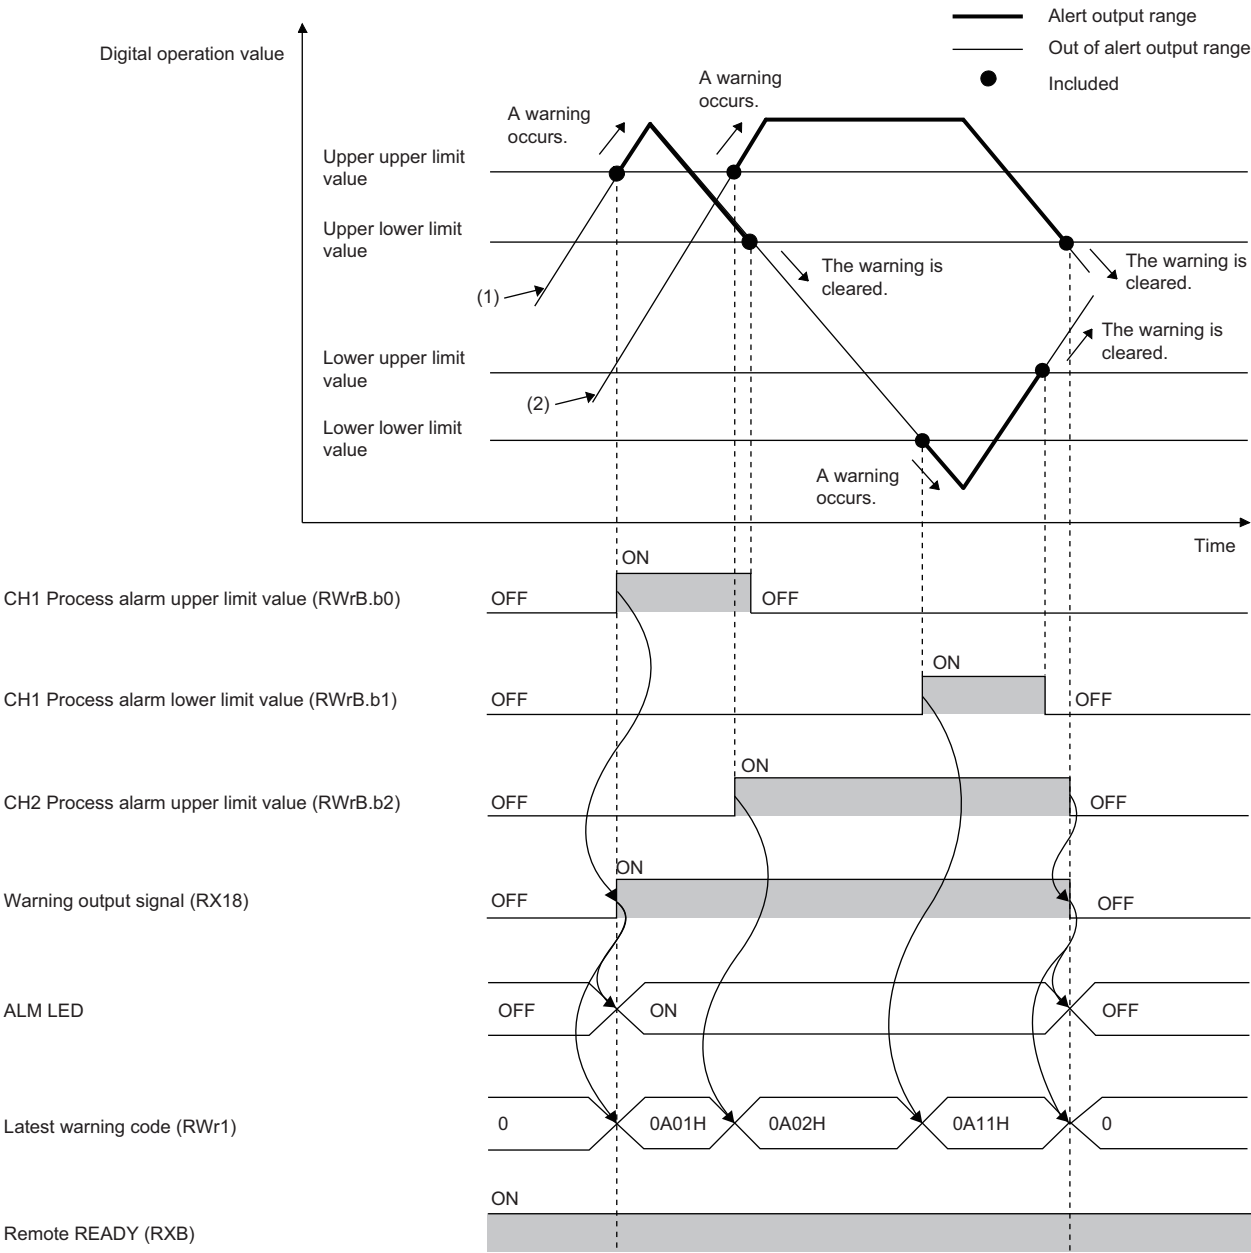 Alert output range
Out of alert output range
Included
Digital operation value
A warning
occurs.
A warning
occurs.
Upper upper limit
value
Upper lower limit
value
The warning is
cleared.
The warning is
cleared.
(1)
The warning is
cleared.
Lower upper limit
value
(2)
Lower lower limit
value
A warning
occurs.
Time
ON
CH1 Process alarm upper limit value (RWrB.b0)
OFF
OFF
ON
CH1 Process alarm lower limit value (RWrB.b1)
OFF
OFF
ON
CH2 Process alarm upper limit value (RWrB.b2)
OFF
OFF
ON
Warning output signal (RX18)
OFF
OFF
ALM LED
OFF
ON
OFF
Latest warning code (RWr1)
0
0A01H
0A02H
0A11H
0
ON
Remote READY (RXB)